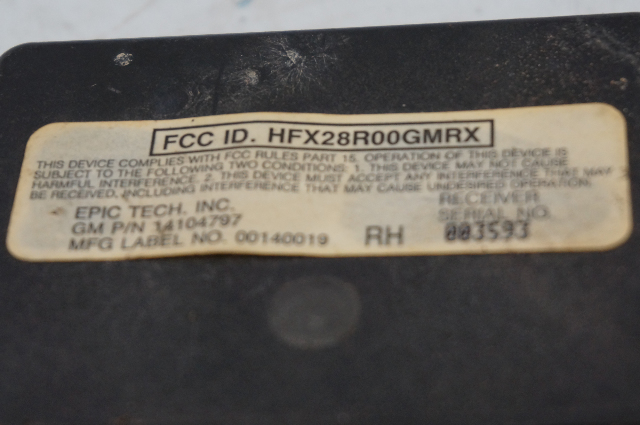 FCC ID. HFX28R00GMRX
THIS DEVICE COMPLIES WITH FCC RULES PART 15. OPERATION OF THIS DEVICE IS
SUBJECT TO THE FOLLOWING TWO CONDITIONS: 1. THIS DEVICE MAY NOT CAUSE
HARMFUL INTERFERENCE. 2. THIS DEVICE MUST ACCEPT ANY INTERFERENCE THAT MAY
BE RECEIVED, INCLUDING INTERFERENCE THAT MAY CAUSE UNDESIRED OPERATION.
EPIC TECH. INC. RECEIVER
GM P/N 14104797 SERIAL NO.
MFG LABEL NO. 00140019 RH 003593